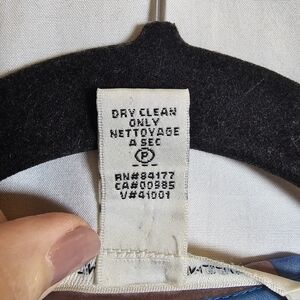 DRY CLEAN
ONLY
NETTOYAGE
A SEC
P
RN#84177
CA#00985
V#41001